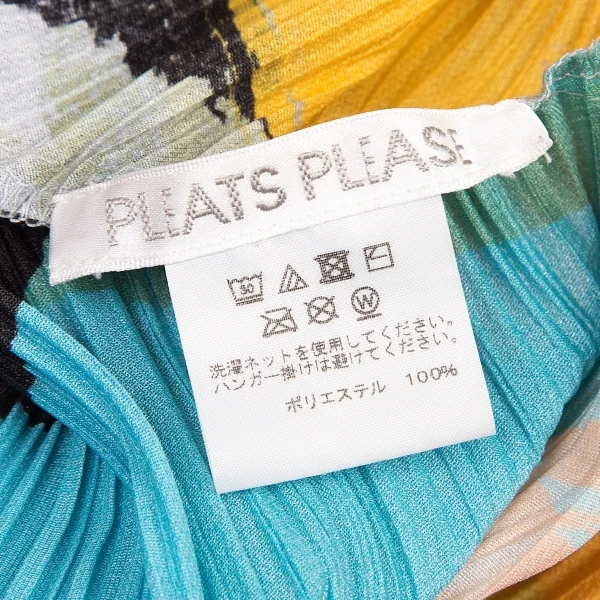 PLEATS PLEASE
30
W
洗濯ネットを使用してください。
ハンガー掛けは避けてください。
ポリエステル 100%